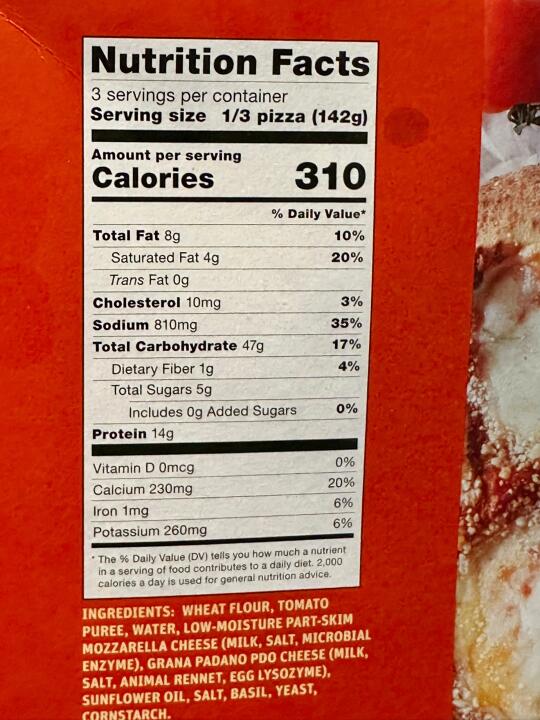 Nutrition Facts
3 servings per container
Serving size 1/3 pizza (142g)
Amount per serving
Calories 310
% Daily Value*
Total Fat 8g 10%
Saturated Fat 4g 20%
Trans Fat 0g
Cholesterol 10mg 3%
Sodium 810mg 35%
Total Carbohydrate 47g 17%
Dietary Fiber 1g 4%
Total Sugars 5g
Includes 0g Added Sugars 0%
Protein 14g
Vitamin D 0mcg 0%
Calcium 230mg 20%
Iron 1mg 6%
Potassium 260mg 6%
* The % Daily Value (DV) tells you how much a nutrient
in a serving of food contributes to a daily diet. 2,000
calories a day is used for general nutrition advice.
INGREDIENTS: WHEAT FLOUR, TOMATO
PUREE, WATER, LOW-MOISTURE PART-SKIM
MOZZARELLA CHEESE (MILK, SALT, MICROBIAL
ENZYME), GRANA PADANO PDO CHEESE (MILK,
SALT, ANIMAL RENNET, EGG LYSOZYME),
SUNFLOWER OIL, SALT, BASIL, YEAST,
CORNSTARCH.